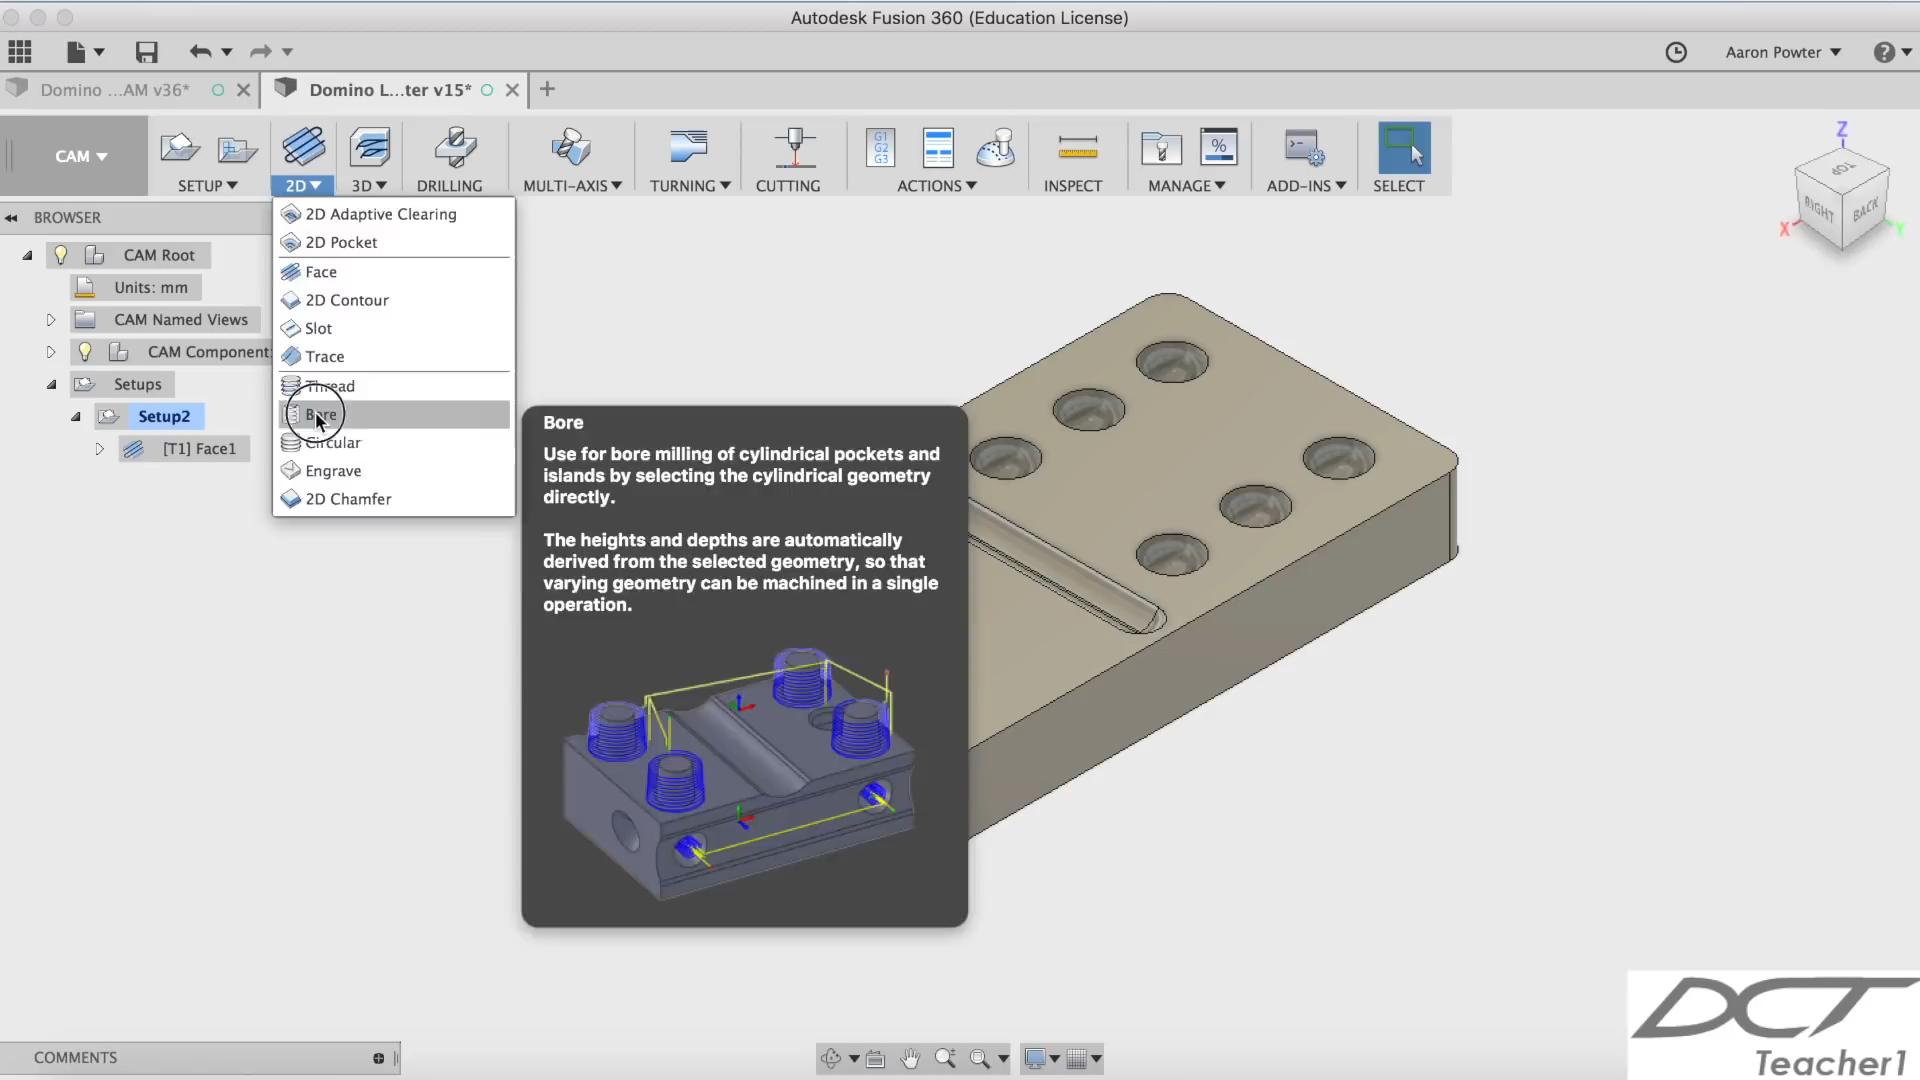 Autodesk Fusion 360 (Education License)
Aaron Powter
Domino ...AM v36*
Domino L...ter v15*
CAM
SETUP
2D
3D
DRILLING
MULTI-AXIS
TURNING
CUTTING
G1
G2
G3
ACTIONS
INSPECT
%
MANAGE
ADD-INS
SELECT
BROWSER
CAM Root
Units: mm
CAM Named Views
CAM Component:
Setups
Setup2
[T1] Face1
2D Adaptive Clearing
2D Pocket
Face
2D Contour
Slot
Trace
Thread
Bore
Circular
Engrave
2D Chamfer
Bore
Use for bore milling of cylindrical pockets and
islands by selecting the cylindrical geometry
directly.
The heights and depths are automatically
derived from the selected geometry, so that
varying geometry can be machined in a single
operation.
Z
TOP
RIGHT
BACK
X
Y
COMMENTS
DCT
Teacher1